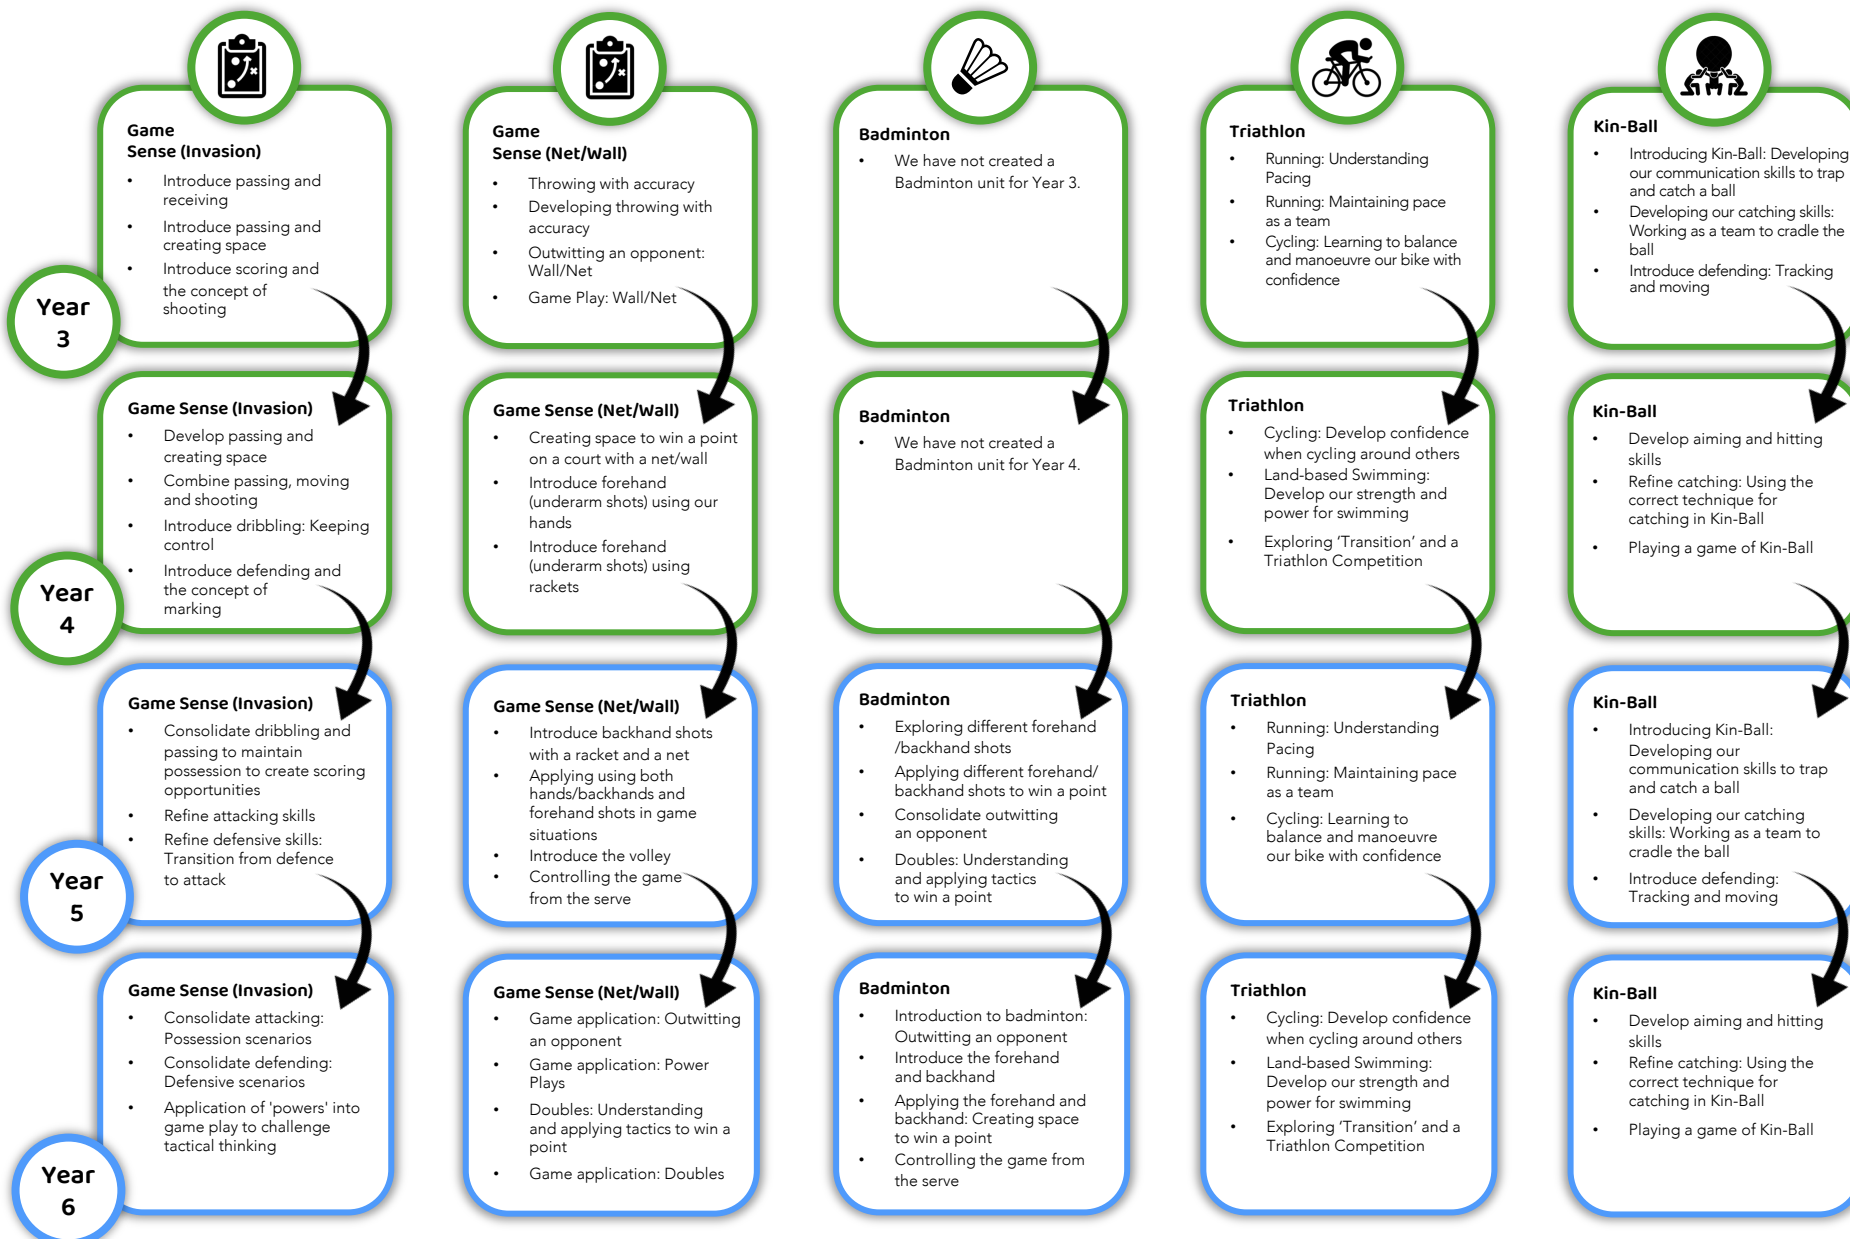 Year
3
Game
Sense (Invasion)
• Introduce passing and
receiving
• Introduce passing and
creating space
• Introduce scoring and
the concept of
shooting
Game
Sense (Net/Wall)
• Throwing with accuracy
• Developing throwing with
accuracy
• Outwitting an opponent:
Wall/Net
• Game Play: Wall/Net
Badminton
• We have not created a
Badminton unit for Year 3.
Triathlon
• Running: Understanding
Pacing
• Running: Maintaining pace
as a team
• Cycling: Learning to balance
and manoeuvre our bike with
confidence
Kin-Ball
• Introducing Kin-Ball: Developing
our communication skills to trap
and catch a ball
• Developing our catching skills:
Working as a team to cradle the
ball
• Introduce defending: Tracking
and moving
Year
4
Game Sense (Invasion)
• Develop passing and
creating space
• Combine passing, moving
and shooting
• Introduce dribbling: Keeping
control
• Introduce defending and
the concept of
marking
Game Sense (Net/Wall)
• Creating space to win a point
on a court with a net/wall
• Introduce forehand
(underarm shots) using our
hands
• Introduce forehand
(underarm shots) using
rackets
Badminton
• We have not created a
Badminton unit for Year 4.
Triathlon
• Cycling: Develop confidence
when cycling around others
• Land-based Swimming:
Develop our strength and
power for swimming
• Exploring ‘Transition’ and a
Triathlon Competition
Kin-Ball
• Develop aiming and hitting
skills
• Refine catching: Using the
correct technique for
catching in Kin-Ball
• Playing a game of Kin-Ball
Year
5
Game Sense (Invasion)
• Consolidate dribbling and
passing to maintain
possession to create scoring
opportunities
• Refine attacking skills
• Refine defensive skills:
Transition from defence
to attack
Game Sense (Net/Wall)
• Introduce backhand shots
with a racket and a net
• Applying using both
hands/backhands and
forehand shots in game
situations
• Introduce the volley
• Controlling the game
from the serve
Badminton
• Exploring different forehand
/backhand shots
• Applying different forehand/
backhand shots to win a point
• Consolidate outwitting
an opponent
• Doubles: Understanding
and applying tactics
to win a point
Triathlon
• Running: Understanding
Pacing
• Running: Maintaining pace
as a team
• Cycling: Learning to
balance and manoeuvre
our bike with confidence
Kin-Ball
• Introducing Kin-Ball:
Developing our
communication skills to trap
and catch a ball
• Developing our catching
skills: Working as a team to
cradle the ball
• Introduce defending:
Tracking and moving
Year
6
Game Sense (Invasion)
• Consolidate attacking:
Possession scenarios
• Consolidate defending:
Defensive scenarios
• Application of 'powers' into
game play to challenge
tactical thinking
Game Sense (Net/Wall)
• Game application: Outwitting
an opponent
• Game application: Power
Plays
• Doubles: Understanding
and applying tactics to win a
point
• Game application: Doubles
Badminton
• Introduction to badminton:
Outwitting an opponent
• Introduce the forehand
and backhand
• Applying the forehand and
backhand: Creating space
to win a point
• Controlling the game from
the serve
Triathlon
• Cycling: Develop confidence
when cycling around others
• Land-based Swimming:
Develop our strength and
power for swimming
• Exploring ‘Transition’ and a
Triathlon Competition
Kin-Ball
• Develop aiming and hitting
skills
• Refine catching: Using the
correct technique for
catching in Kin-Ball
• Playing a game of Kin-Ball